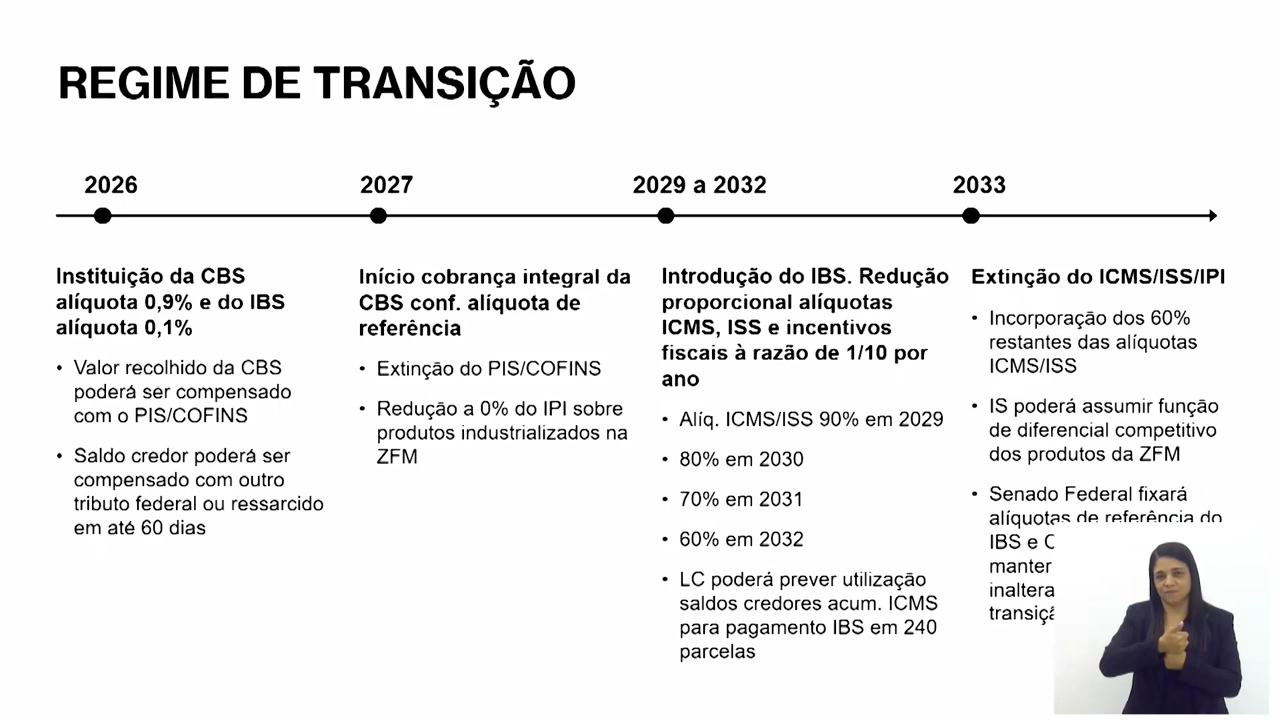 REGIME DE TRANSIÇÃO
2026
2027
2029 a 2032
2033
Instituição da CBS
alíquota 0,9% e do IBS
alíquota 0,1%
• Valor recolhido da CBS
poderá ser compensado
com o PIS/COFINS
• Saldo credor poderá ser
compensado com outro
tributo federal ou ressarcido
em até 60 dias
Início cobrança integral da
CBS conf. alíquota de
referência
• Extinção do PIS/COFINS
• Redução a 0% do IPI sobre
produtos industrializados na
ZFM
Introdução do IBS. Redução
proporcional alíquotas
ICMS, ISS e incentivos
fiscais à razão de 1/10 por
ano
• Alíq. ICMS/ISS 90% em 2029
• 80% em 2030
• 70% em 2031
• 60% em 2032
• LC poderá prever utilização
saldos credores acum. ICMS
para pagamento IBS em 240
parcelas
Extinção do ICMS/ISS/IPI
• Incorporação dos 60%
restantes das alíquotas
ICMS/ISS
• IS poderá assumir função
de diferencial competitivo
dos produtos da ZFM
• Senado Federal fixará
alíquotas de referência do
IBS e
manter